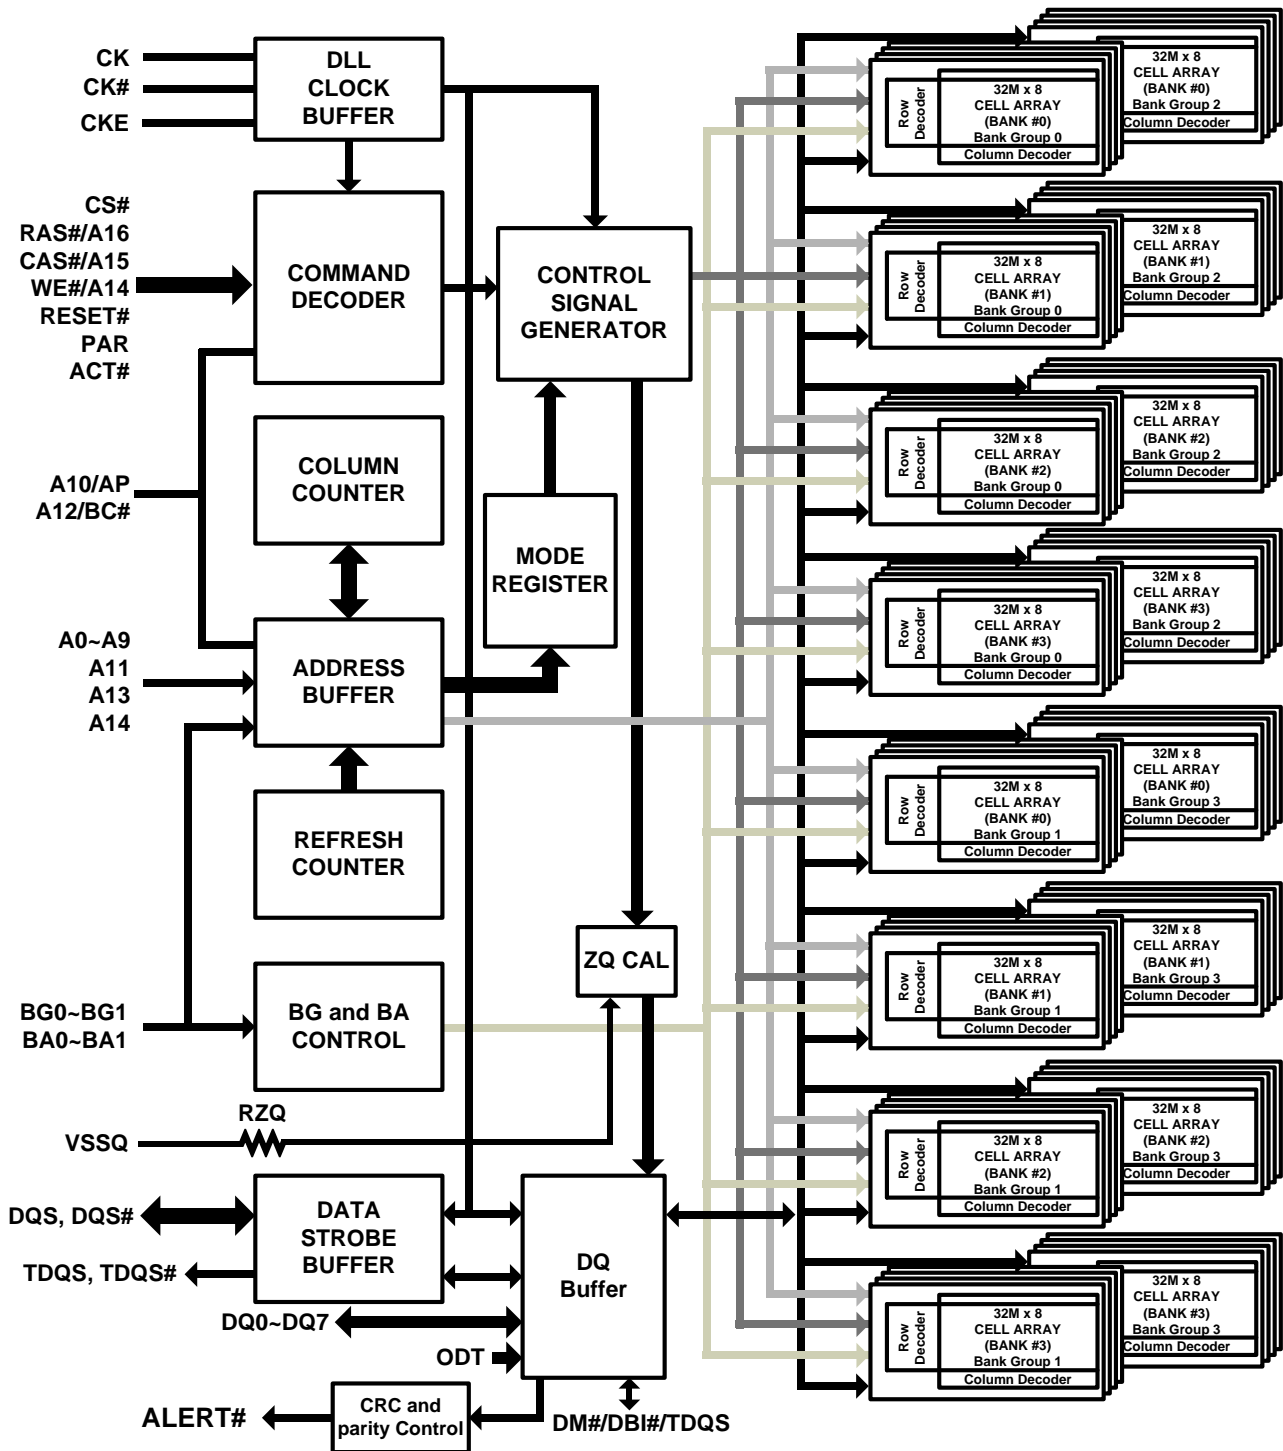 CK
CK#
CKE
DLL
CLOCK
BUFFER
CS#
RAS#/A16
CAS#/A15
WE#/A14
RESET#
PAR
ACT#
COMMAND
DECODER
CONTROL
SIGNAL
GENERATOR
A10/AP
A12/BC#
COLUMN
COUNTER
MODE
REGISTER
A0~A9
A11
A13
A14
ADDRESS
BUFFER
REFRESH
COUNTER
ZQ CAL
BG0~BG1
BA0~BA1
BG and BA
CONTROL
RZQ
VSSQ
DQS, DQS#
TDQS, TDQS#
DATA
STROBE
BUFFER
DQ
Buffer
DQ0~DQ7
ODT
ALERT#
CRC and
parity Control
DM#/DBI#/TDQS
32M x 8
CELL ARRAY
(BANK #0)
Bank Group 2
Column Decoder
Row
Decoder
32M x 8
CELL ARRAY
(BANK #0)
Bank Group 0
Column Decoder
32M x 8
CELL ARRAY
(BANK #1)
Bank Group 2
Column Decoder
Row
Decoder
32M x 8
CELL ARRAY
(BANK #1)
Bank Group 0
Column Decoder
32M x 8
CELL ARRAY
(BANK #2)
Bank Group 2
Column Decoder
Row
Decoder
32M x 8
CELL ARRAY
(BANK #2)
Bank Group 0
Column Decoder
32M x 8
CELL ARRAY
(BANK #3)
Bank Group 2
Column Decoder
Row
Decoder
32M x 8
CELL ARRAY
(BANK #3)
Bank Group 0
Column Decoder
32M x 8
CELL ARRAY
(BANK #0)
Bank Group 3
Column Decoder
Row
Decoder
32M x 8
CELL ARRAY
(BANK #0)
Bank Group 1
Column Decoder
32M x 8
CELL ARRAY
(BANK #1)
Bank Group 3
Column Decoder
Row
Decoder
32M x 8
CELL ARRAY
(BANK #1)
Bank Group 1
Column Decoder
32M x 8
CELL ARRAY
(BANK #2)
Bank Group 3
Column Decoder
Row
Decoder
32M x 8
CELL ARRAY
(BANK #2)
Bank Group 1
Column Decoder
32M x 8
CELL ARRAY
(BANK #3)
Bank Group 3
Column Decoder
Row
Decoder
32M x 8
CELL ARRAY
(BANK #3)
Bank Group 1
Column Decoder